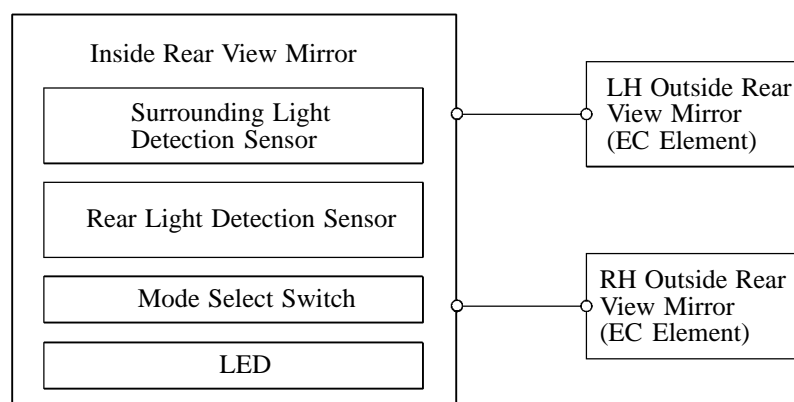 Inside Rear View Mirror
Surrounding Light
Detection Sensor
Rear Light Detection Sensor
Mode Select Switch
LED
LH Outside Rear
View Mirror
(EC Element)
RH Outside Rear
View Mirror
(EC Element)